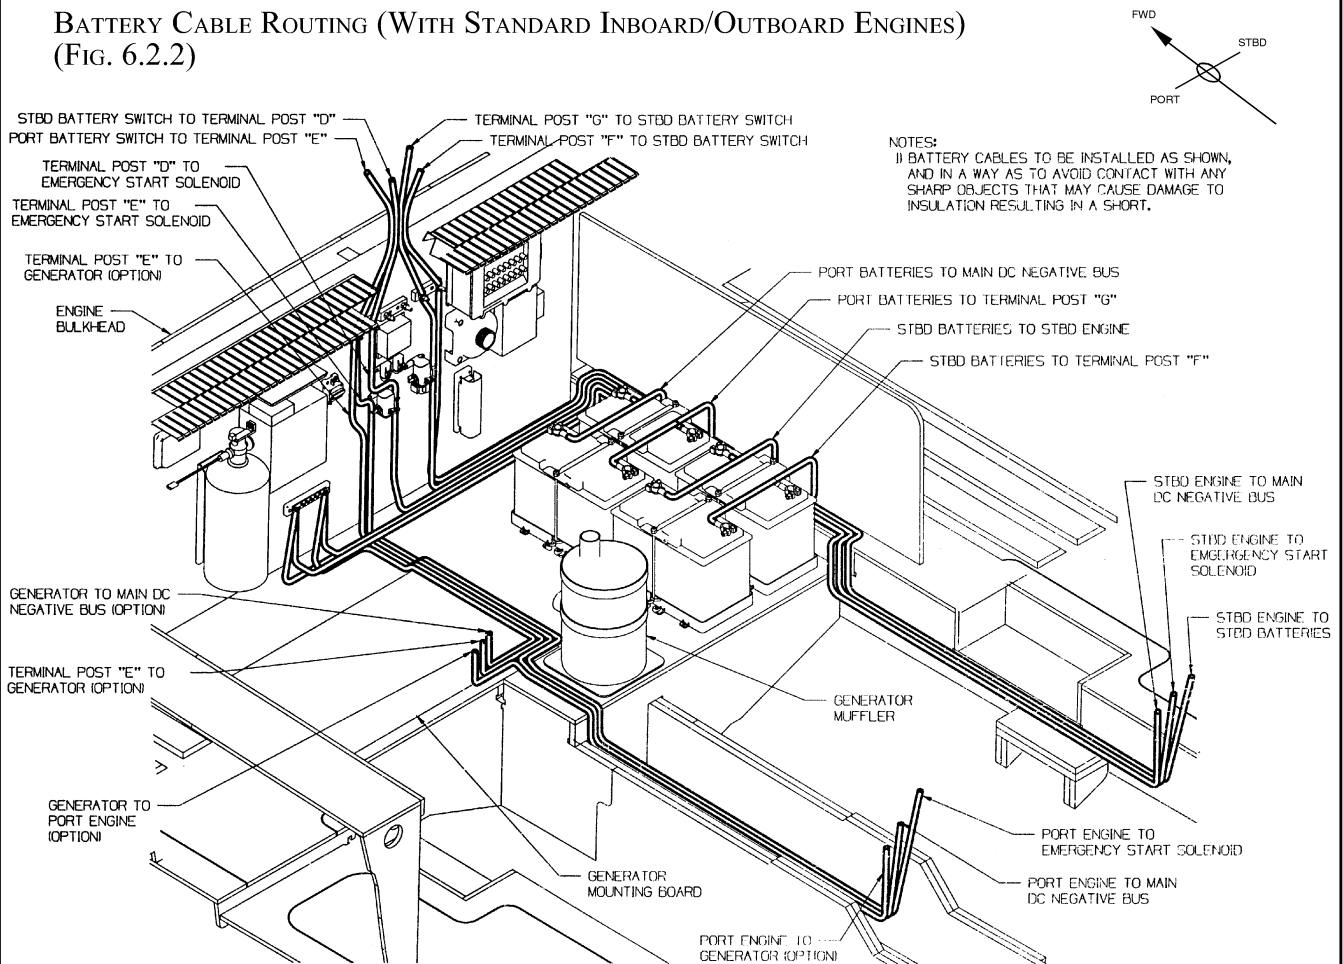 BATTERY CABLE ROUTING (WITH STANDARD INBOARD/OUTBOARD ENGINES)
(FIG. 6.2.2)
FWD
STBD
PORT
STBD BATTERY SWITCH TO TERMINAL POST "D"
PORT BATTERY SWITCH TO TERMINAL POST "E"
TERMINAL POST "D" TO
EMERGENCY START SOLENOID
TERMINAL POST "E" TO
EMERGENCY START SOLENOID
TERMINAL POST "E" TO
GENERATOR (OPTION)
ENGINE
BULKHEAD
TERMINAL POST "G" TO STBD BATTERY SWITCH
TERMINAL POST "F" TO STBD BATTERY SWITCH
NOTES:
1) BATTERY CABLES TO BE INSTALLED AS SHOWN,
AND IN A WAY AS TO AVOID CONTACT WITH ANY
SHARP OBJECTS THAT MAY CAUSE DAMAGE TO
INSULATION RESULTING IN A SHORT.
PORT BATTERIES TO MAIN DC NEGATIVE BUS
PORT BATTERIES TO TERMINAL POST "G"
STBD BATTERIES TO STBD ENGINE
STBD BATTERIES TO TERMINAL POST "F"
STBD ENGINE TO MAIN
DC NEGATIVE BUS
STBD ENGINE TO
EMGERGENCY START
SOLENOID
STBD ENGINE TO
STBD BATTERIES
GENERATOR TO MAIN DC
NEGATIVE BUS (OPTION)
TERMINAL POST "E" TO
GENERATOR (OPTION)
GENERATOR TO
PORT ENGINE
(OPTION)
GENERATOR
MUFFLER
GENERATOR
MOUNTING BOARD
PORT ENGINE TO
EMERGENCY START SOLENOID
PORT ENGINE TO MAIN
DC NEGATIVE BUS
PORT ENGINE TO
GENERATOR (OPTION)